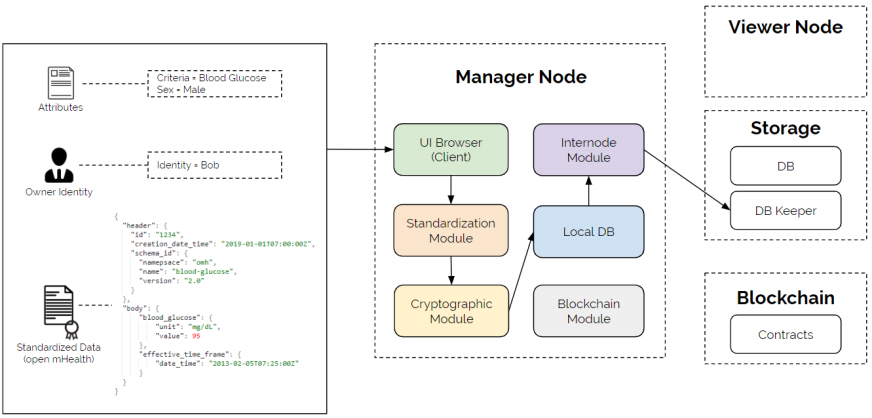 Attributes
Criteria = Blood Glucose
Sex = Male
Owner Identity
Identity = Bob
Standardized Data
(open mHealth)
{
"header": {
"id": "1234",
"creation_date_time": "2019-01-01T07:00:00Z",
"schema_id": {
"namepsace": "omh",
"name": "blood-glucose",
"version": "2.0"
}
},
"body": {
"blood_glucose": {
"unit": "mg/dL",
"value": 95
},
"effective_time_frame": {
"date_time": "2013-02-05T07:25:00Z"
}
}
}
Manager Node
UI Browser
(Client)
Standardization
Module
Cryptographic
Module
Internode
Module
Local DB
Blockchain
Module
Viewer Node
Storage
DB
DB Keeper
Blockchain
Contracts